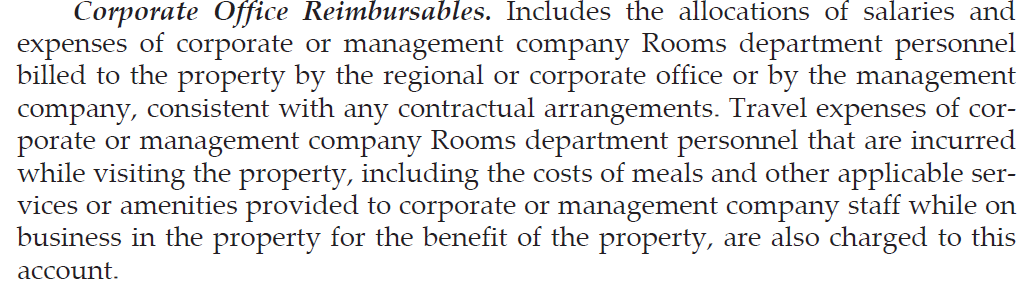 Corporate Office Reimbursables. Includes the allocations of salaries and
expenses of corporate or management company Rooms department personnel
billed to the property by the regional or corporate office or by the management
company, consistent with any contractual arrangements. Travel expenses of cor-
porate or management company Rooms department personnel that are incurred
while visiting the property, including the costs of meals and other applicable ser-
vices or amenities provided to corporate or management company staff while on
business in the property for the benefit of the property, are also charged to this
account.